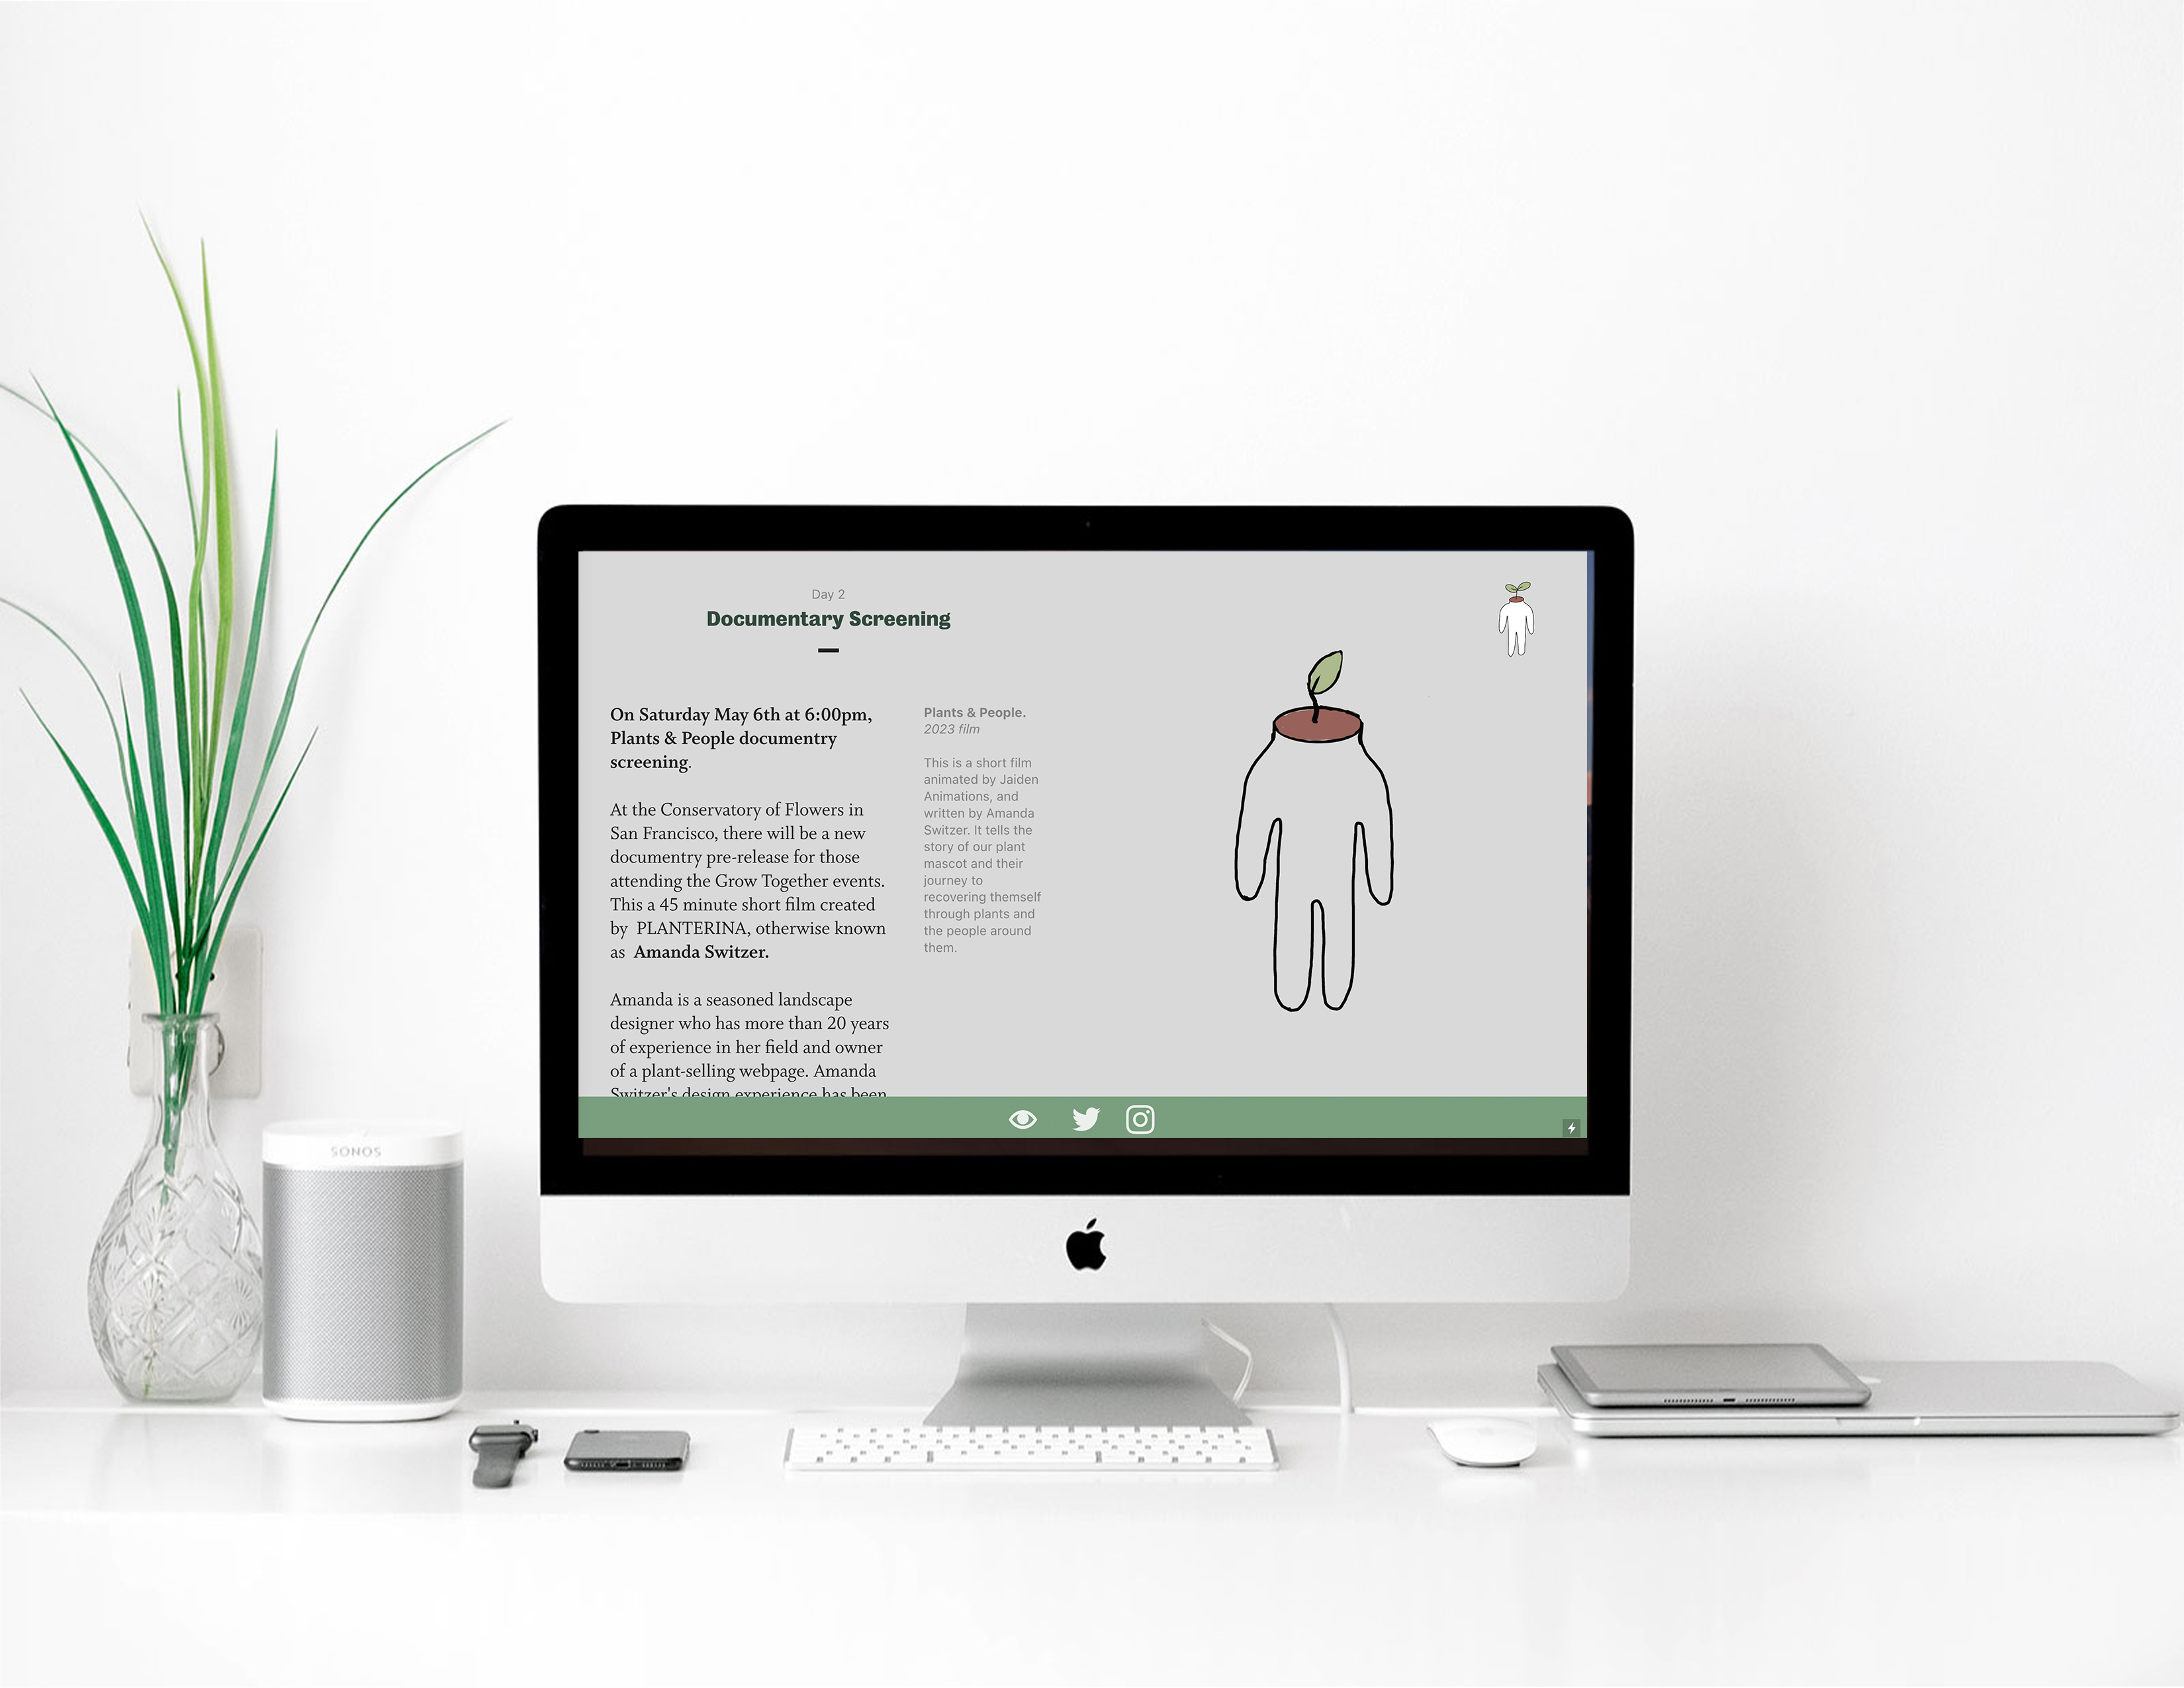 Day 2
Documentary Screening
On Saturday May 6th at 6:00pm,
Plants & People documentry
screening.
At the Conservatory of Flowers in
San Francisco, there will be a new
documentry pre-release for those
attending the Grow Together events.
This a 45 minute short film created
by PLANTERINA, otherwise known
as Amanda Switzer.
Amanda is a seasoned landscape
designer who has more than 20 years
of experience in her field and owner
of a plant-selling webpage. Amanda
Switzer's design experience has been
Plants & People.
2023 film
This is a short film
animated by Jaiden
Animations, and
written by Amanda
Switzer. It tells the
story of our plant
mascot and their
journey to
recovering themself
through plants and
the people around
them.
SONOS